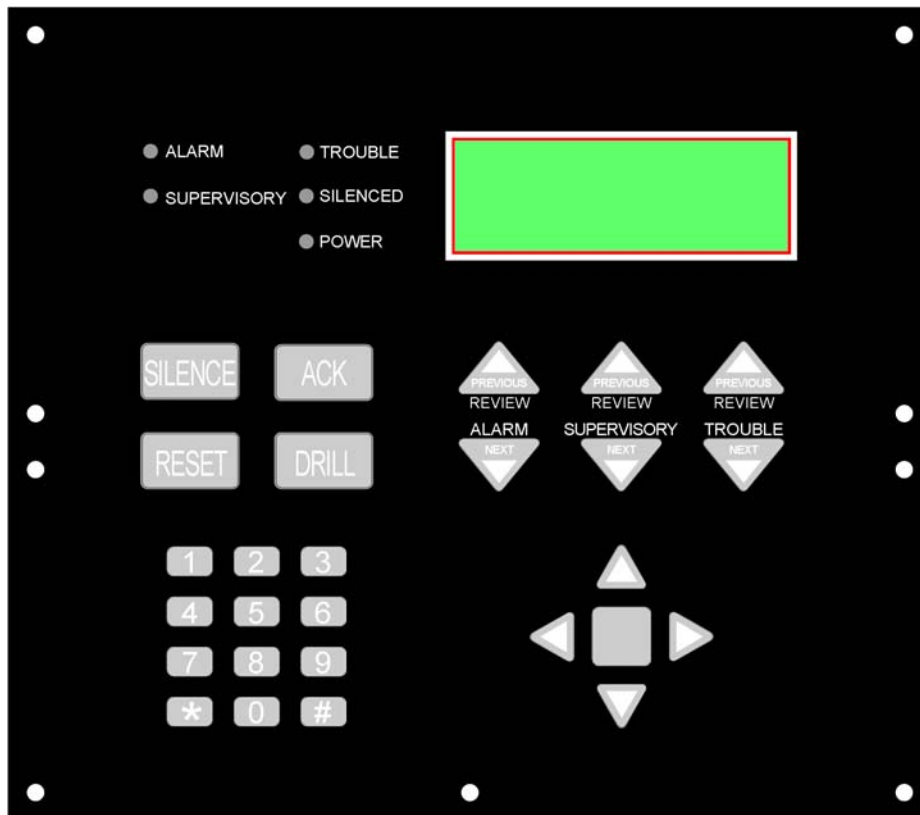 ALARM TROUBLE
SUPERVISORY SILENCED
POWER
SILENCE ACK
PREVIOUS PREVIOUS PREVIOUS
REVIEW REVIEW REVIEW
ALARM SUPERVISORY TROUBLE
NEXT NEXT NEXT
RESET DRILL
1 2 3
4 5 6
7 8 9
* 0 #